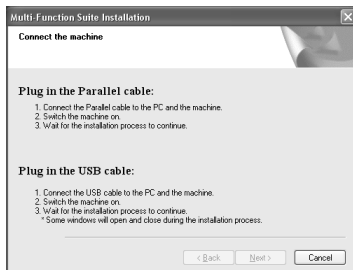 Multi-Function Suite Installation
Connect the machine
Plug in the Parallel cable:
1. Connect the Parallel cable to the PC and the machine.
2. Switch the machine on.
3. Wait for the installation process to continue.
Plug in the USB cable:
1. Connect the USB cable to the PC and the machine.
2. Switch the machine on.
3. Wait for the installation process to continue.
* Some windows will open and close during the installation process.
< Back Next > Cancel